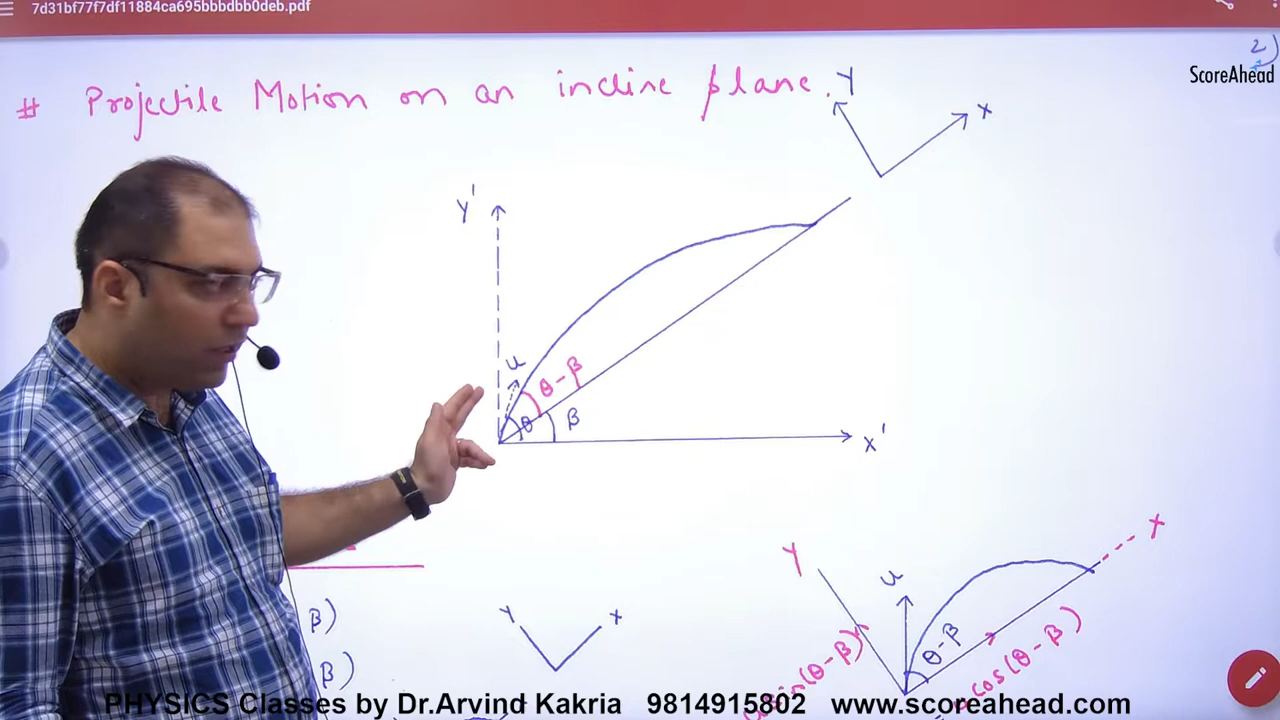 7d31bf77f7df11884ca695bbbdbb0deb.pdf
2)
ScoreAhead
# Projectile Motion on an incline plane.
Y
X
Y'
u
θ-β
θ
β
X'
Y
u
X
θ-β
cos(θ-β)
Y
X
β)
β)
PHYSICS Classes by Dr.Arvind Kakria 9814915802 www.scoreahead.com